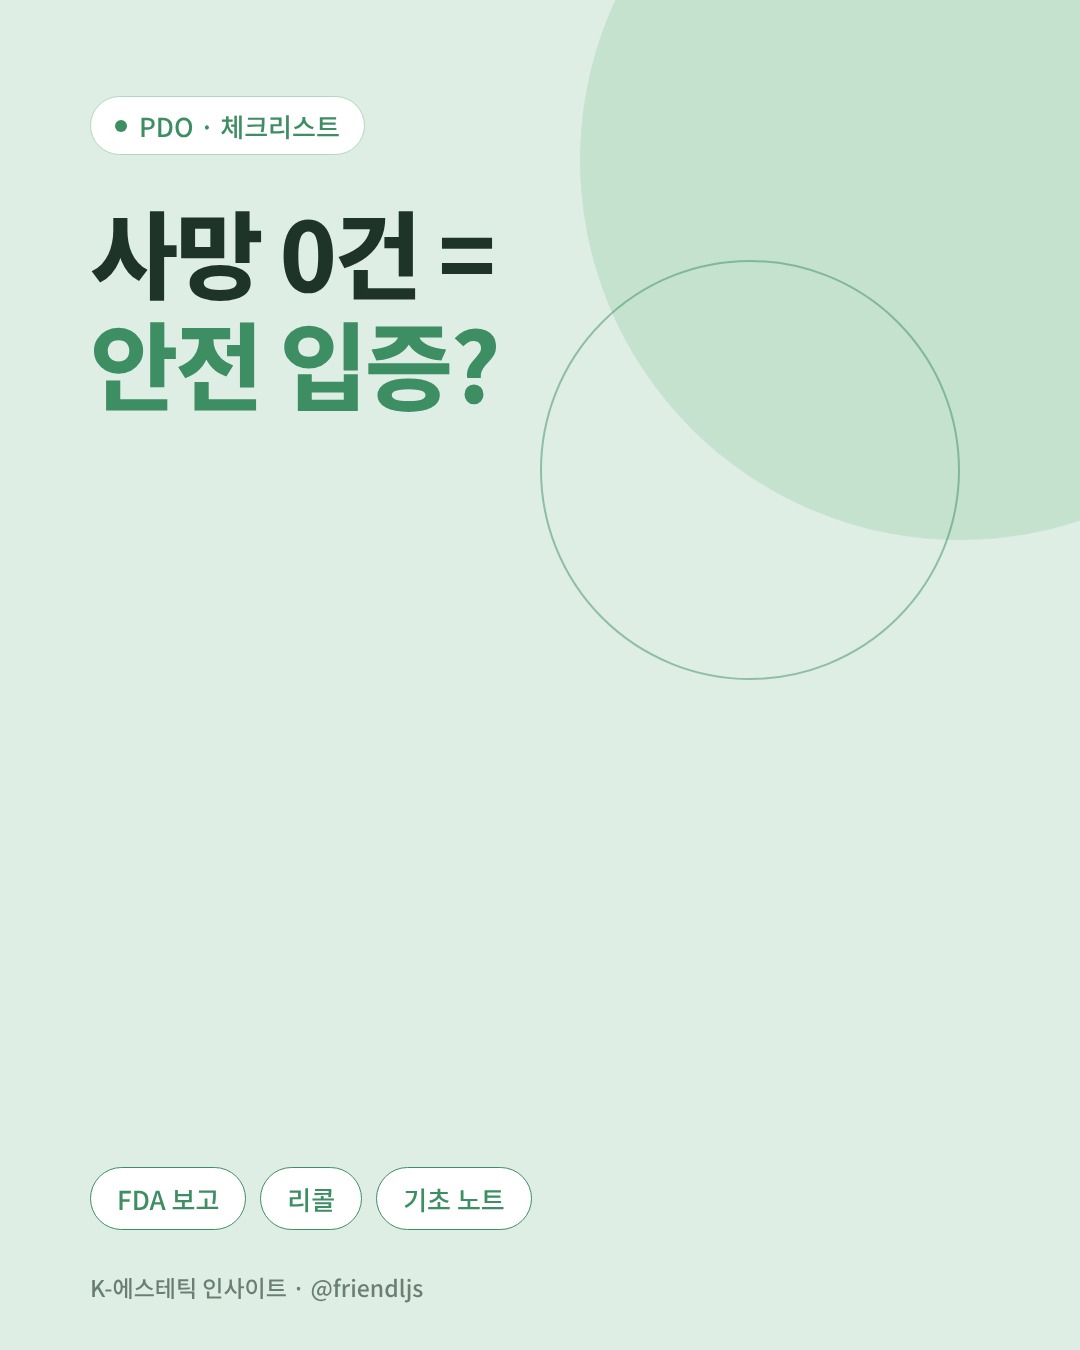 PDO · 체크리스트
사망 0건 =
안전 입증?
FDA 보고
리콜
기초 노트
K-에스테틱 인사이트 · @friendljs